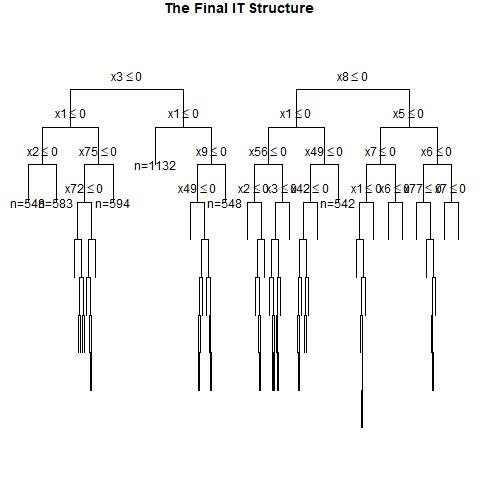 The Final IT Structure
x3 ≤ 0 x8 ≤ 0
x1 ≤ 0 x1 ≤ 0 x1 ≤ 0 x5 ≤ 0
x2 ≤ 0 x75 ≤ 0 n=1132 x9 ≤ 0 x56 ≤ 0 x49 ≤ 0 x7 ≤ 0 x6 ≤ 0
x72 ≤ 0 x49 ≤ 0 x2 ≤ 0 x3 ≤ 0 x42 ≤ 0 x1 ≤ 0 x6 ≤ 0 x77 ≤ 0 ≤ 0
n=583 n=594 n=548 n=542